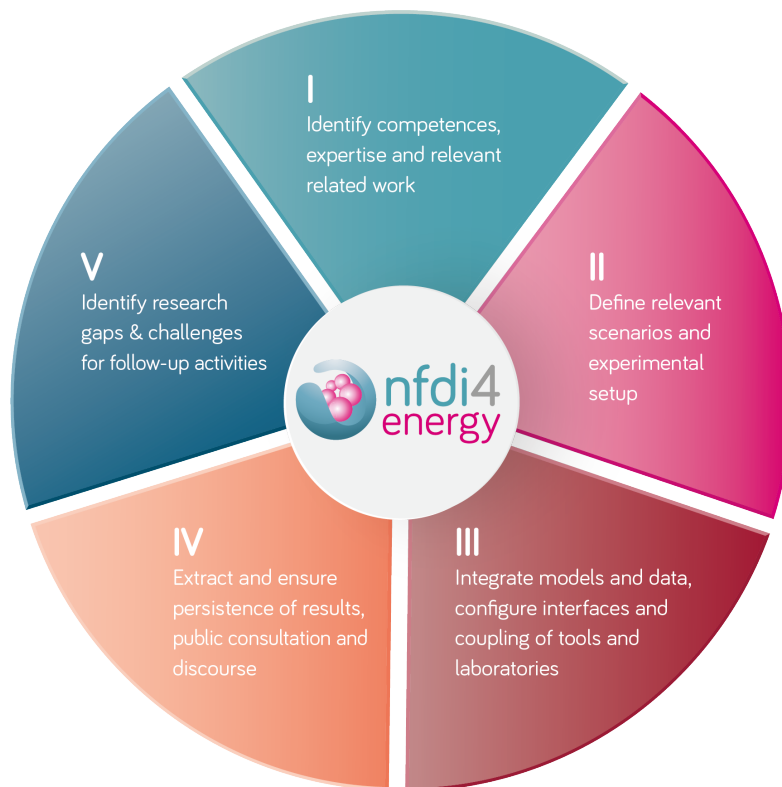 I
Identify competences,
expertise and relevant
related work
II
Define relevant
scenarios and
experimental
setup
III
Integrate models and data,
configure interfaces and
coupling of tools and
laboratories
IV
Extract and ensure
persistence of results,
public consultation and
discourse
V
Identify research
gaps & challenges
for follow-up activities
nfdi4
energy